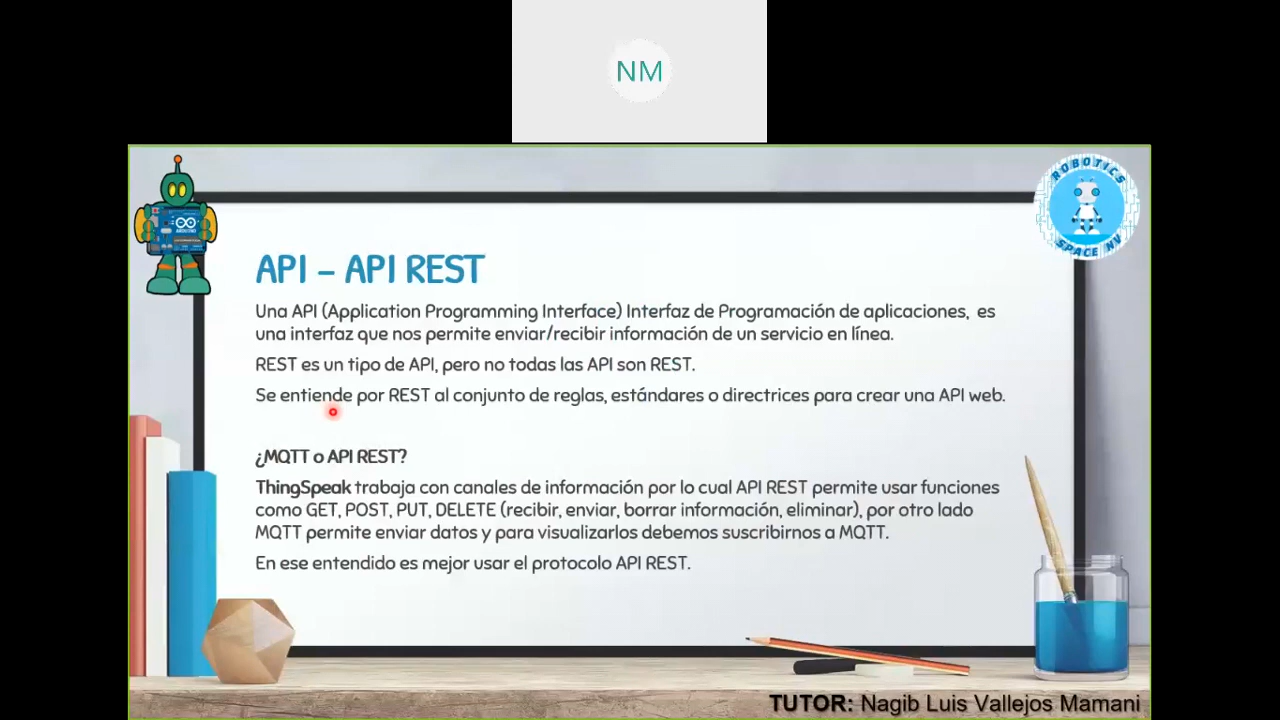 NM
ROBOTICS
SPACE NV
ARDUINO
API – API REST
Una API (Application Programming Interface) Interfaz de Programación de aplicaciones, es
una interfaz que nos permite enviar/recibir información de un servicio en línea.
REST es un tipo de API, pero no todas las API son REST.
Se entiende por REST al conjunto de reglas, estándares o directrices para crear una API web.
¿MQTT o API REST?
ThingSpeak trabaja con canales de información por lo cual API REST permite usar funciones
como GET, POST, PUT, DELETE (recibir, enviar, borrar información, eliminar), por otro lado
MQTT permite enviar datos y para visualizarlos debemos suscribirnos a MQTT.
En ese entendido es mejor usar el protocolo API REST.
TUTOR: Nagib Luis Vallejos Mamani